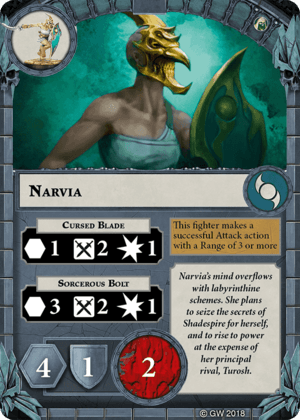 Narvia
Cursed Blade
1 2 1
This fighter makes a
successful Attack action
with a Range of 3 or more
Sorcerous Bolt
3 2 1
Narvia's mind overflows
with labyrinthine
schemes. She plans
to seize the secrets of
Shadespire for herself,
and to rise to power
at the expense of
her principal
rival, Turosh.
4 1 2
© GW 2018